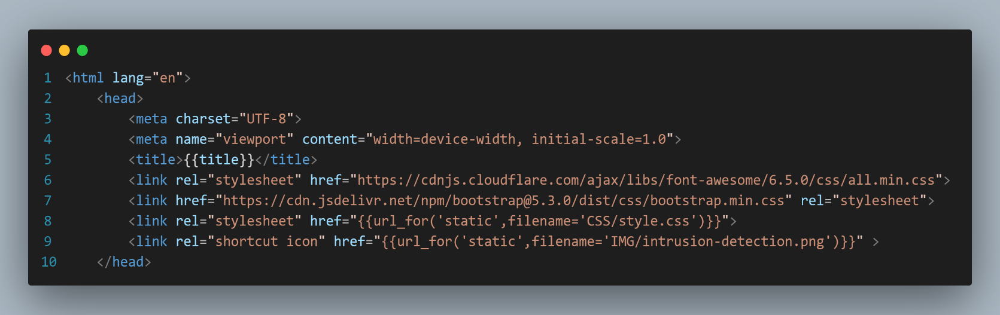 1 <html lang="en">
2 <head>
3 <meta charset="UTF-8">
4 <meta name="viewport" content="width=device-width, initial-scale=1.0">
5 <title>{{title}}</title>
6 <link rel="stylesheet" href="https://cdnjs.cloudflare.com/ajax/libs/font-awesome/6.5.0/css/all.min.css">
7 <link href="https://cdn.jsdelivr.net/npm/bootstrap@5.3.0/dist/css/bootstrap.min.css" rel="stylesheet">
8 <link rel="stylesheet" href="{{url_for('static',filename='CSS/style.css')}}">
9 <link rel="shortcut icon" href="{{url_for('static',filename='IMG/intrusion-detection.png')}}" >
10 </head>